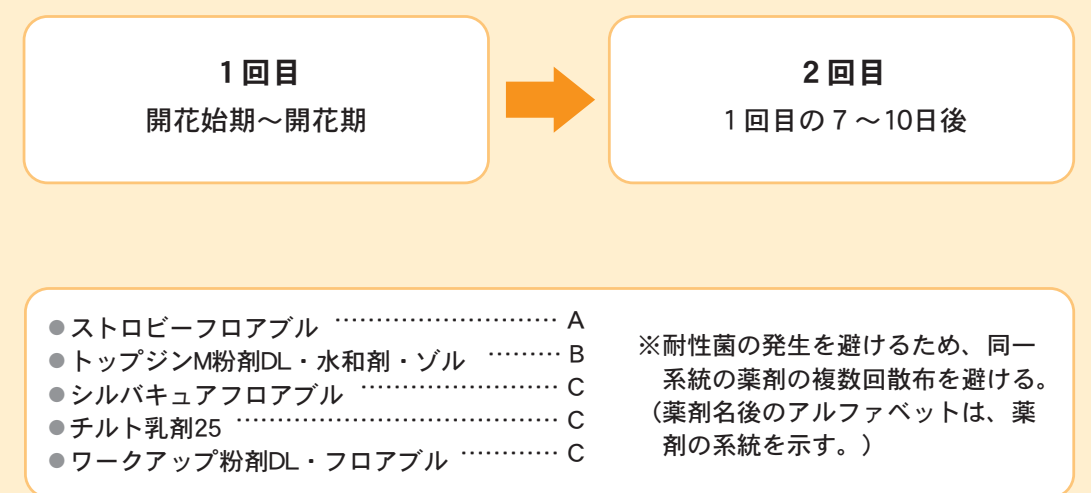 1回目
開花始期～開花期
2回目
1回目の7～10日後
●ストロビーフロアブル ………………………… A
●トップジンM粉剤DL・水和剤・ゾル ……… B
●シルバキュアフロアブル …………………… C
●チルト乳剤25 ………………………………… C
●ワークアップ粉剤DL・フロアブル ………… C
※耐性菌の発生を避けるため、同一
系統の薬剤の複数回散布を避ける。
（薬剤名後のアルファベットは、薬
剤の系統を示す。）